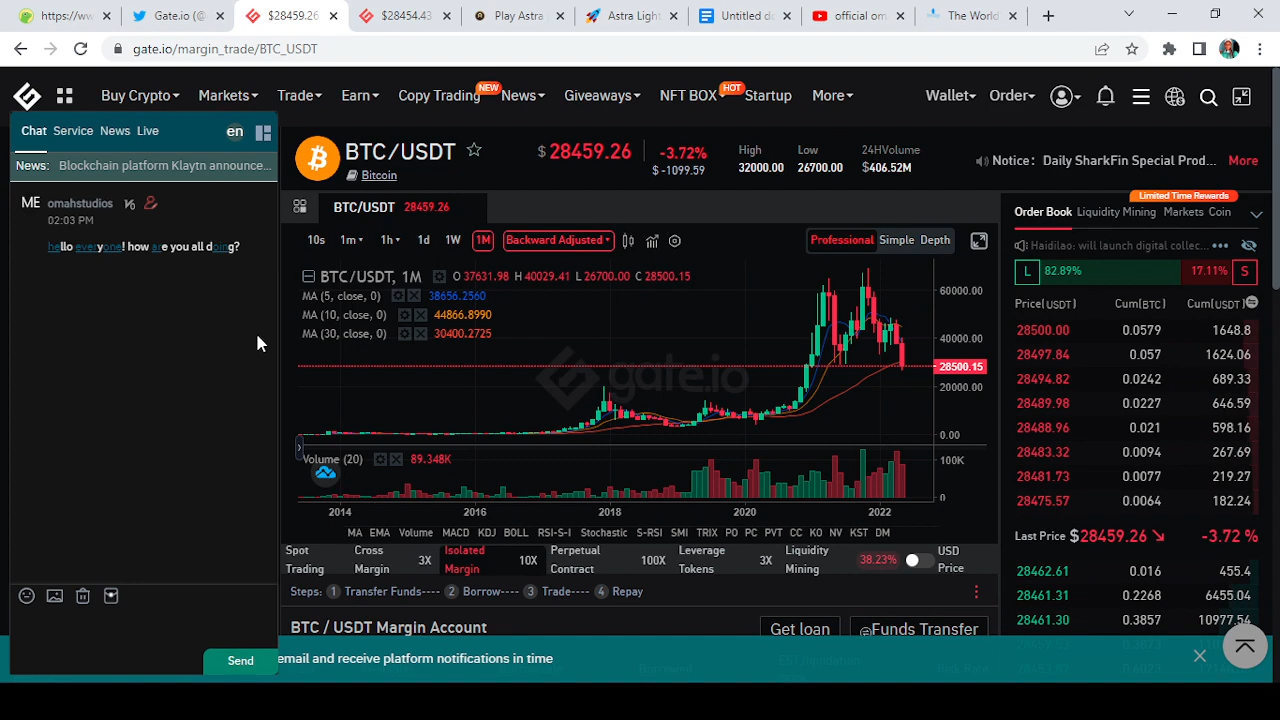 https://ww
Gate.io (@
$28459.26
$28454.43
Play Astra
Astra Light
Untitled do
official om
The World
gate.io/margin_trade/BTC_USDT
Buy Crypto Markets Trade Earn Copy Trading NEW News Giveaways NFT BOX HOT Startup More Wallet Order
Chat Service News Live en
News: Blockchain platform Klaytn announce...
ME omahstudios
02:03 PM
hello everyone! how are you all doing?
Send
BTC/USDT
Bitcoin
$ 28459.26
-3.72%
$ -1099.59
High
32000.00
Low
26700.00
24HVolume
$406.52M
Notice: Daily SharkFin Special Prod... More
BTC/USDT 28459.26
10s 1m 1h 1d 1W 1M Backward Adjusted Professional Simple Depth
BTC/USDT, 1M O 37631.98 H 40029.41 L 26700.00 C 28500.15
MA (5, close, 0) 38656.2560
MA (10, close, 0) 44866.8990
MA (30, close, 0) 30400.2725
gate.io
60000.00
40000.00
28500.15
20000.00
0.00
Volume (20) 89.348K
100K
0
2014 2016 2018 2020 2022
MA EMA Volume MACD KDJ BOLL RSI-S-I Stochastic S-RSI SMI TRIX PO PC PVT CC KO NV KST DM
Spot Trading
Cross Margin 3X
Isolated Margin 10X
Perpetual Contract 100X
Leverage Tokens 3X
Liquidity Mining 38.23%
USD Price
Steps: 1 Transfer Funds---- 2 Borrow---- 3 Trade---- 4 Repay
BTC / USDT Margin Account Get loan Funds Transfer
email and receive platform notifications in time
Limited Time Rewards
Order Book Liquidity Mining Markets Coin
Haidilao: will launch digital collec...
L 82.89% 17.11% S
Price(USDT) Cum(BTC) Cum(USDT)
28500.00 0.0579 1648.8
28497.84 0.057 1624.06
28494.82 0.0242 689.33
28489.98 0.0227 646.59
28488.96 0.021 598.16
28483.32 0.0094 267.69
28481.73 0.0077 219.27
28475.57 0.0064 182.24
Last Price $28459.26 -3.72 %
28462.61 0.016 455.4
28461.31 0.2268 6455.04
28461.30 0.3857 10977.54